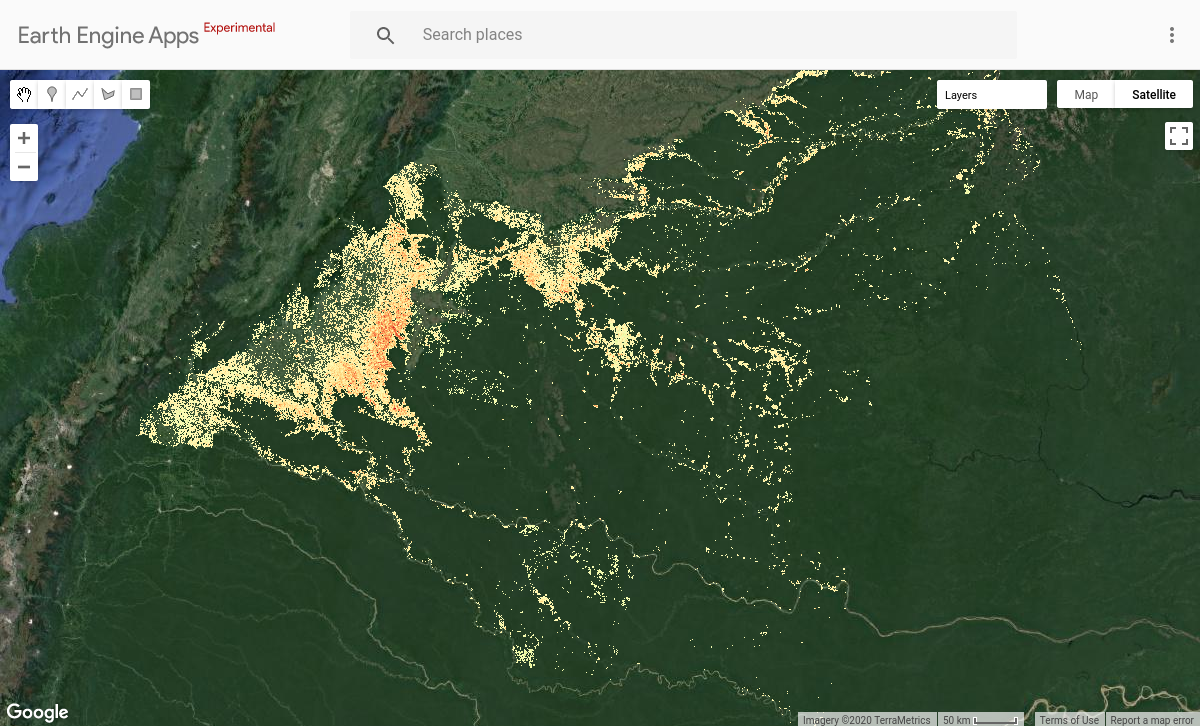 Earth Engine Apps Experimental
Search places
Layers
Map
Satellite
Google
Imagery ©2020 TerraMetrics
50 km
Terms of Use
Report a map error